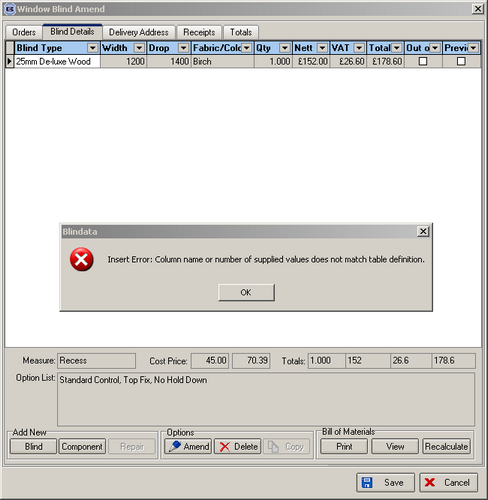 Window Blind Amend
Orders Blind Details Delivery Address Receipts Totals
Blind Type Width Drop Fabric/Colo Qty Nett VAT Total Out o Previ
25mm De-luxe Wood 1200 1400 Birch 1.000 £152.00 £26.60 £178.60
Blindata
Insert Error: Column name or number of supplied values does not match table definition.
OK
Measure: Recess Cost Price: 45.00 70.39 Totals: 1.000 152 26.6 178.6
Option List: Standard Control, Top Fix, No Hold Down
Add New Options Bill of Materials
Blind Component Repair Amend Delete Copy Print View Recalculate
Save Cancel